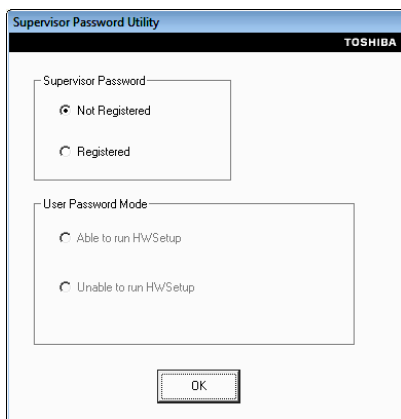 Supervisor Password Utility
TOSHIBA
Supervisor Password
Not Registered
Registered
User Password Mode
Able to run HWSetup
Unable to run HWSetup
OK